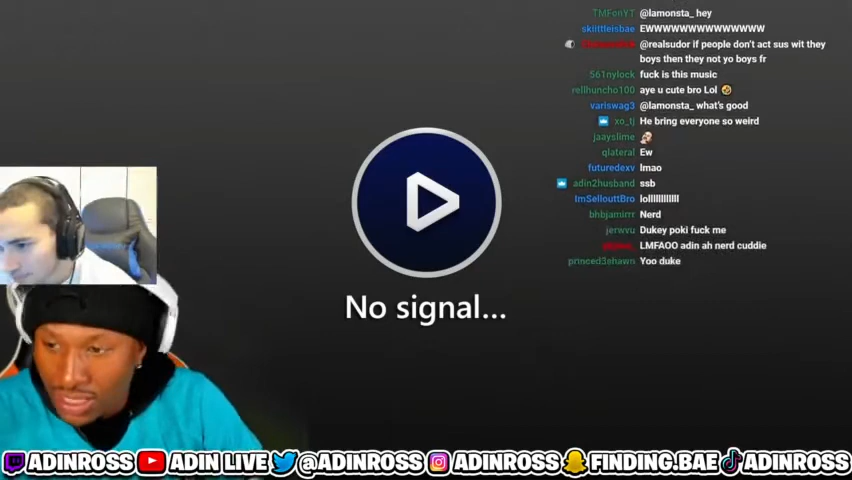 TMFonYT @lamonsta_ hey
skiittleisbae EWWWWWWWWWWWWWW
@realsudor if people don't act sus wit they
boys then they not yo boys fr
561nylock fuck is this music
rellhuncho100 aye u cute bro Lol
variswag3 @lamonsta_ what's good
xo_tj He bring everyone so weird
jaayslime
qlateral Ew
futuredexv lmao
adin2husband ssb
ImSellouttBro lolllllllllllll
bhbjamirrr Nerd
jerwvu Dukey poki fuck me
LMFAOO adin ah nerd cuddie
princed3shawn Yoo duke
No signal...
ADINROSS ADIN LIVE @ADINROSS ADINROSS FINDING.BAE ADINROSS